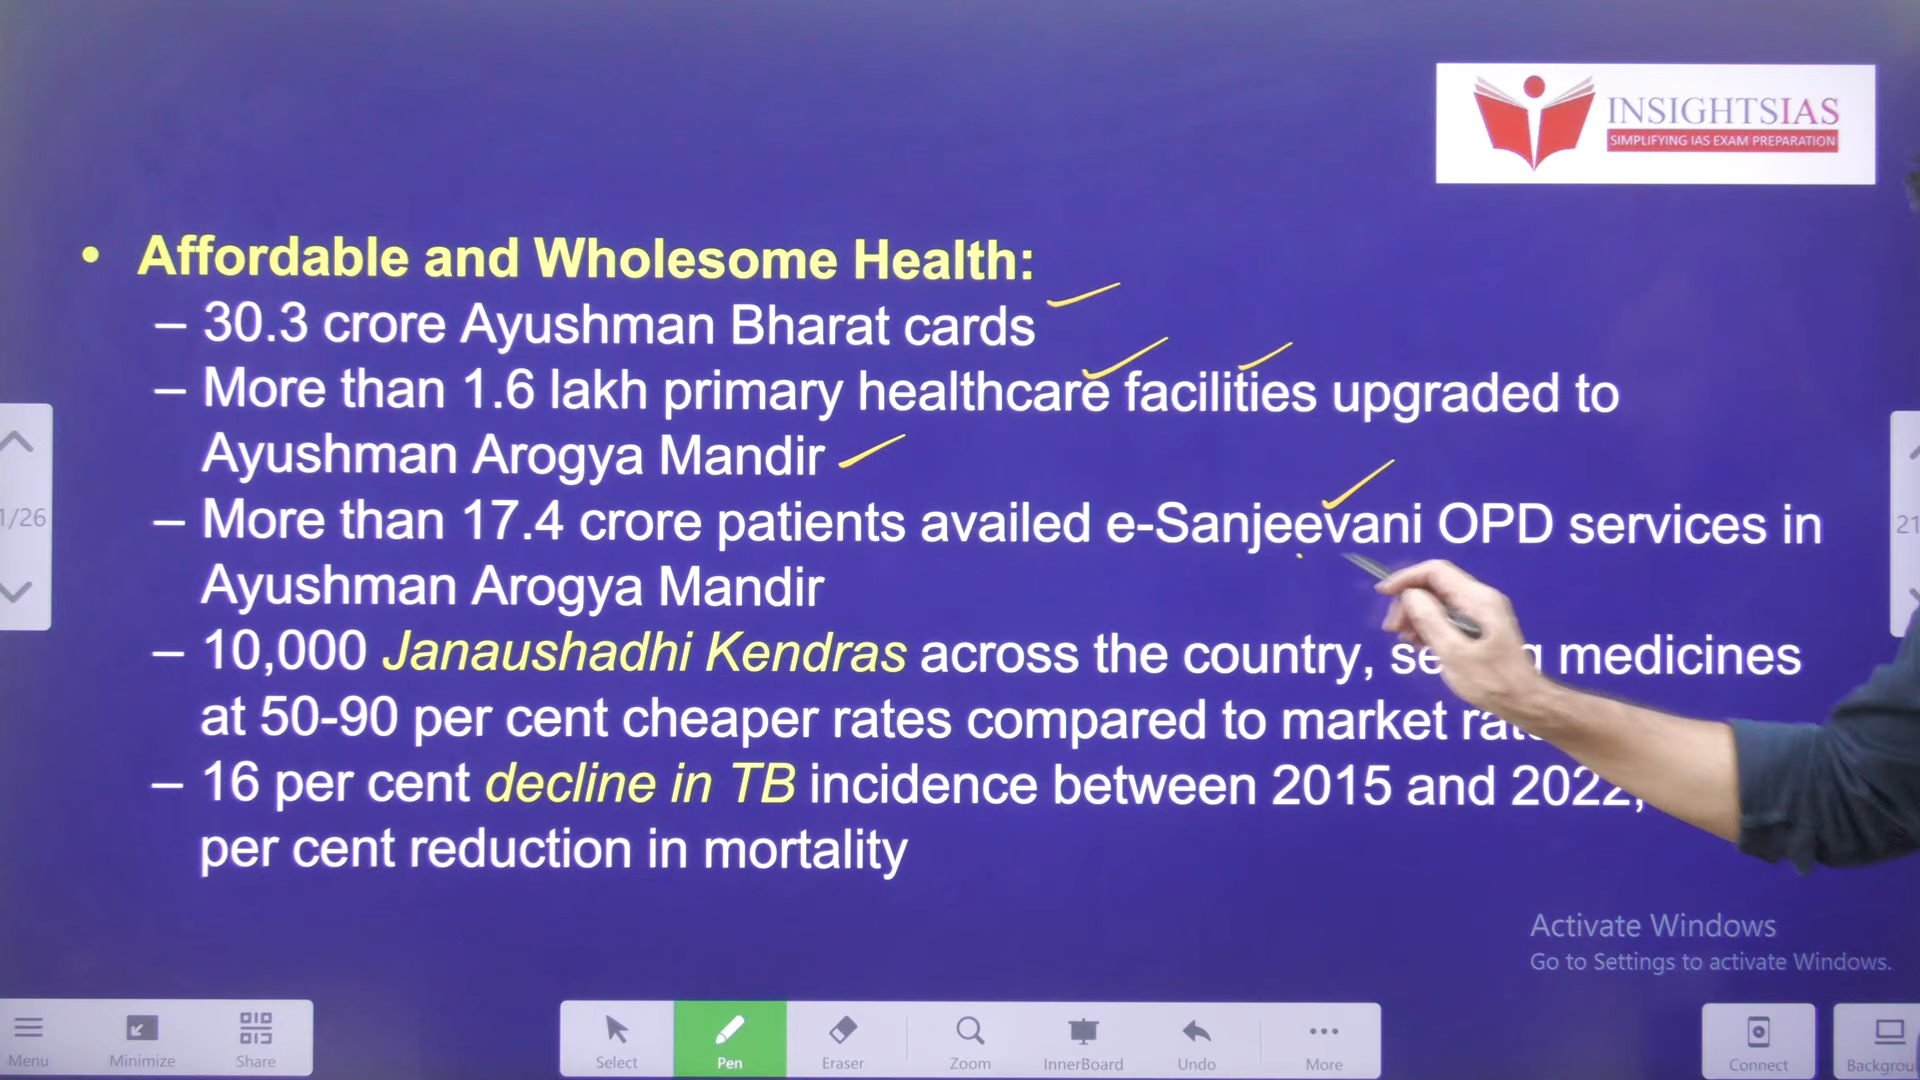 INSIGHTSIAS
SIMPLIFYING IAS EXAM PREPARATION
• Affordable and Wholesome Health:
– 30.3 crore Ayushman Bharat cards
– More than 1.6 lakh primary healthcare facilities upgraded to
Ayushman Arogya Mandir
– More than 17.4 crore patients availed e-Sanjeevani OPD services in
Ayushman Arogya Mandir
– 10,000 Janaushadhi Kendras across the country, medicines
at 50-90 per cent cheaper rates compared to market
– 16 per cent decline in TB incidence between 2015 and 2022,
per cent reduction in mortality
1/26
21
Activate Windows
Go to Settings to activate Windows.
Menu Minimize Share Select Pen Eraser Zoom InnerBoard Undo More Connect